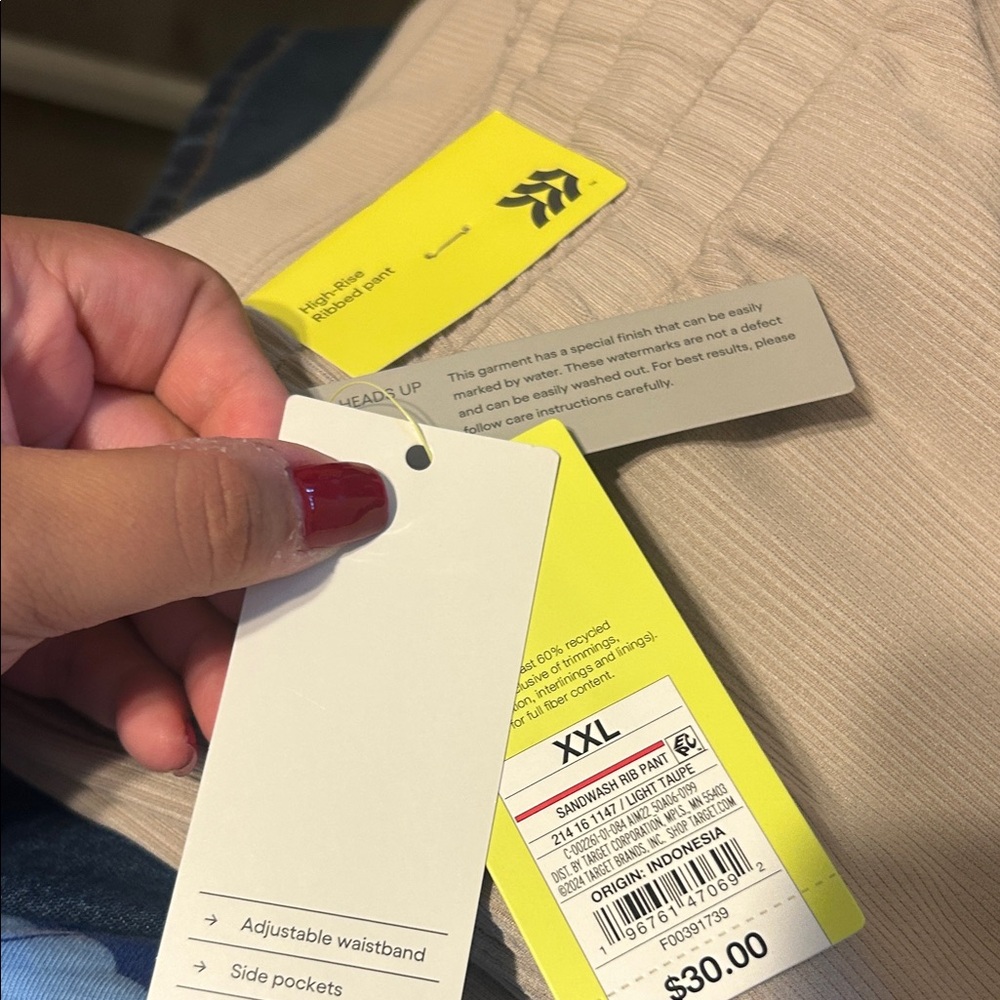 High-Rise
Ribbed pant
HEADS UP
This garment has a special finish that can be easily
marked by water. These watermarks are not a defect
and can be easily washed out. For best results, please
follow care instructions carefully.
60% recycled
of trimmings,
interlinings and linings).
for full fiber content.
XXL
SANDWASH RIB PANT
214 16 1147 / LIGHT TAUPE
C-002261-01-084 AIM22 50A06-0199
DIST. BY TARGET CORPORATION, MPLS., MN 55403
©2024 TARGET BRANDS, INC. SHOP TARGET.COM
ORIGIN: INDONESIA
1 96761 47069 2
F00391739
$30.00
→ Adjustable waistband
→ Side pockets